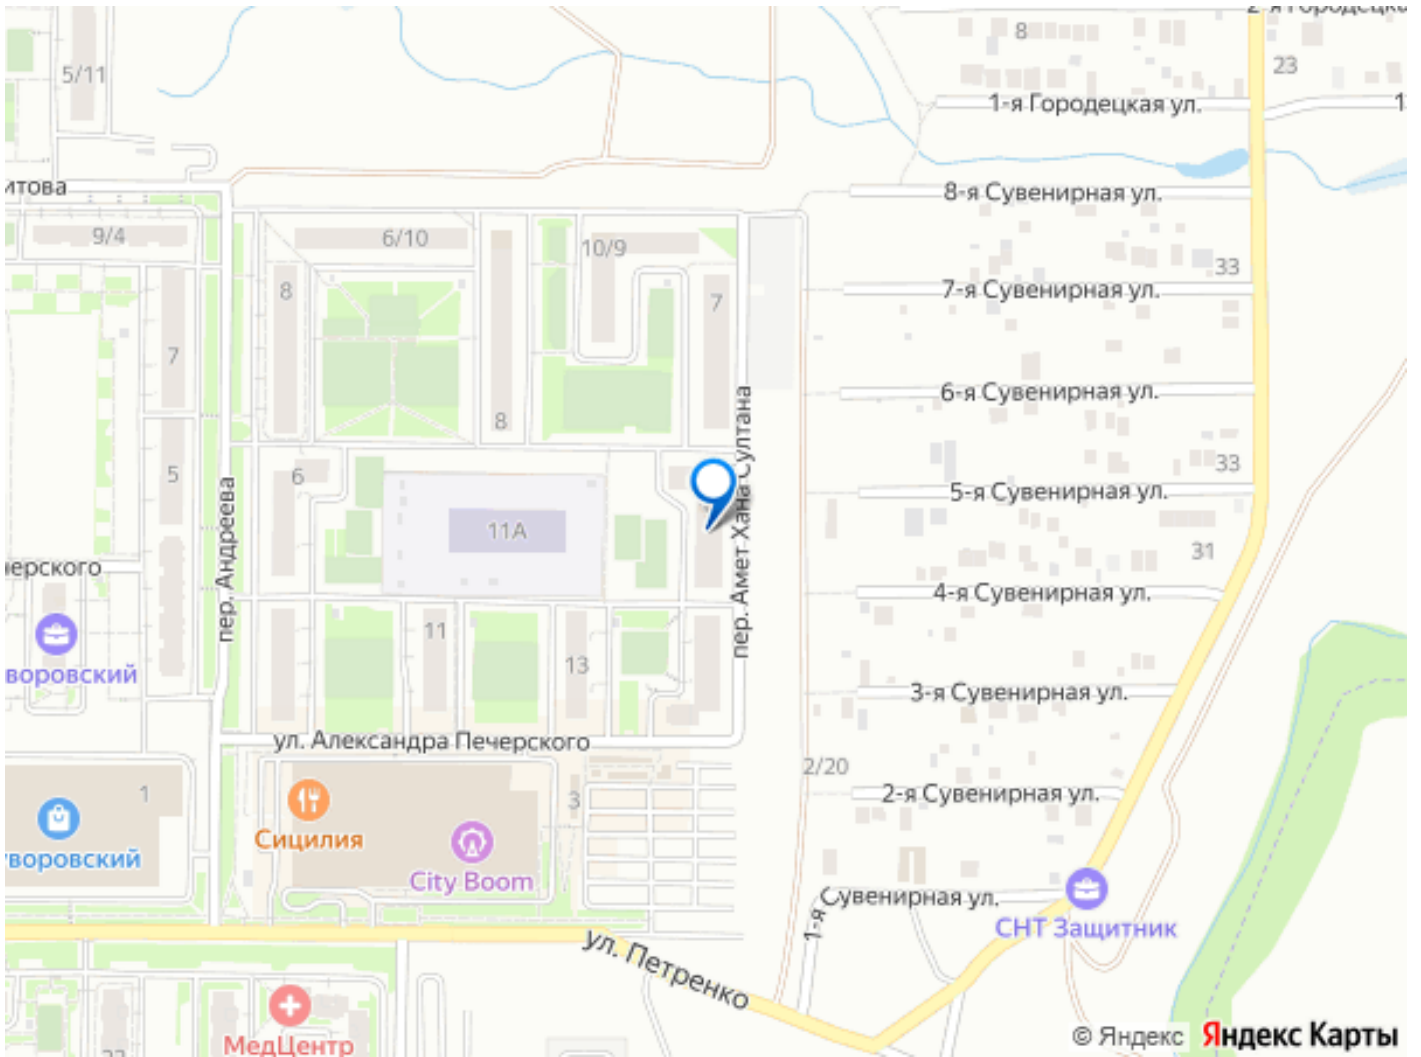 5/11
8
23
1-я Городецкая ул.
1
итова
8-я Сувенирная ул.
9/4
6/10
10/9
33
8
7-я Сувенирная ул.
7
7
6-я Сувенирная ул.
8
пер. Амет Хана Султана
33
5
6
5-я Сувенирная ул.
пер. Андреева
11А
31
ерского
4-я Сувенирная ул.
11
13
воровский
3-я Сувенирная ул.
ул. Александра Печерского
2/20
1
3
2-я Сувенирная ул.
Сицилия
уворовский
City Boom
1-я Сувенирная ул.
СНТ Защитник
ул. Петренко
МедЦентр
© Яндекс Яндекс Карты